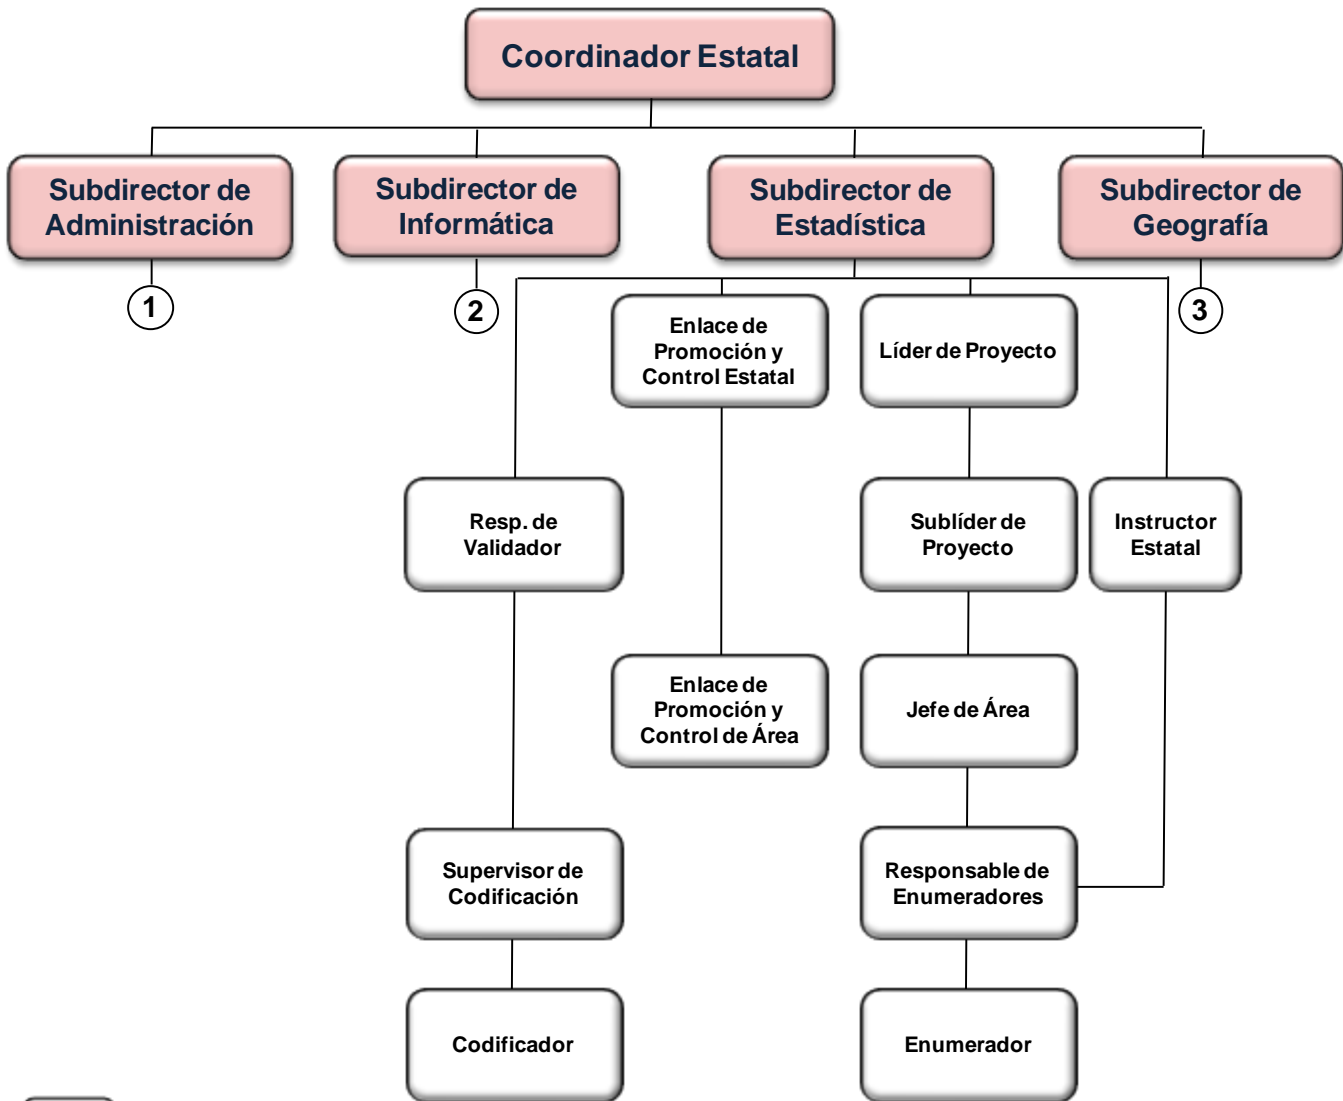 Coordinador Estatal
Subdirector de
Administración
Subdirector de
Informática
Subdirector de
Estadística
Subdirector de
Geografía
1
2
3
Enlace de
Promoción y
Control Estatal
Líder de Proyecto
Resp. de
Validador
Sublíder de
Proyecto
Instructor
Estatal
Enlace de
Promoción y
Control de Área
Jefe de Área
Supervisor de
Codificación
Responsable de
Enumeradores
Codificador
Enumerador